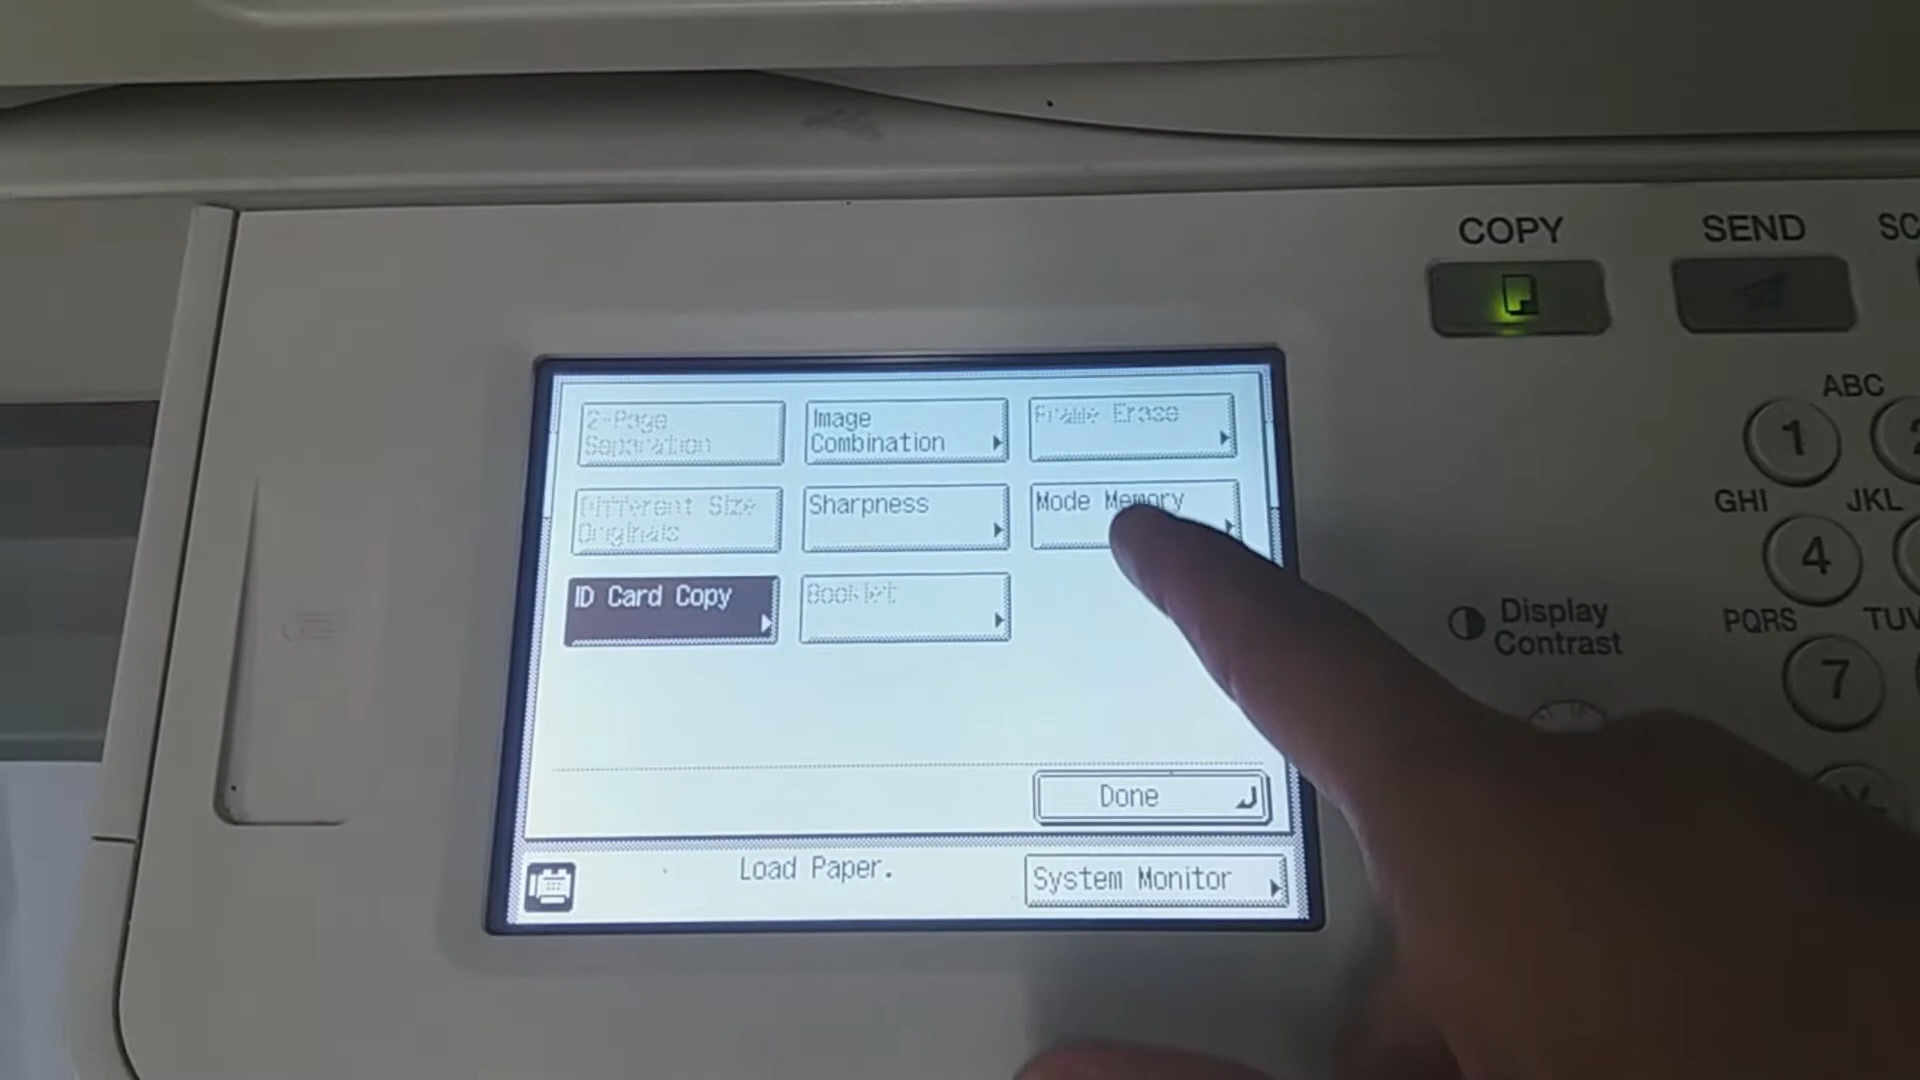 COPY
SEND
SC
2-Page
Separation
Image
Combination
Frame Erase
ABC
1
2
Different Size
Originals
Sharpness
Mode Memory
GHI
JKL
4
ID Card Copy
Booklet
Display
Contrast
PQRS
TUV
7
Done
Load Paper.
System Monitor